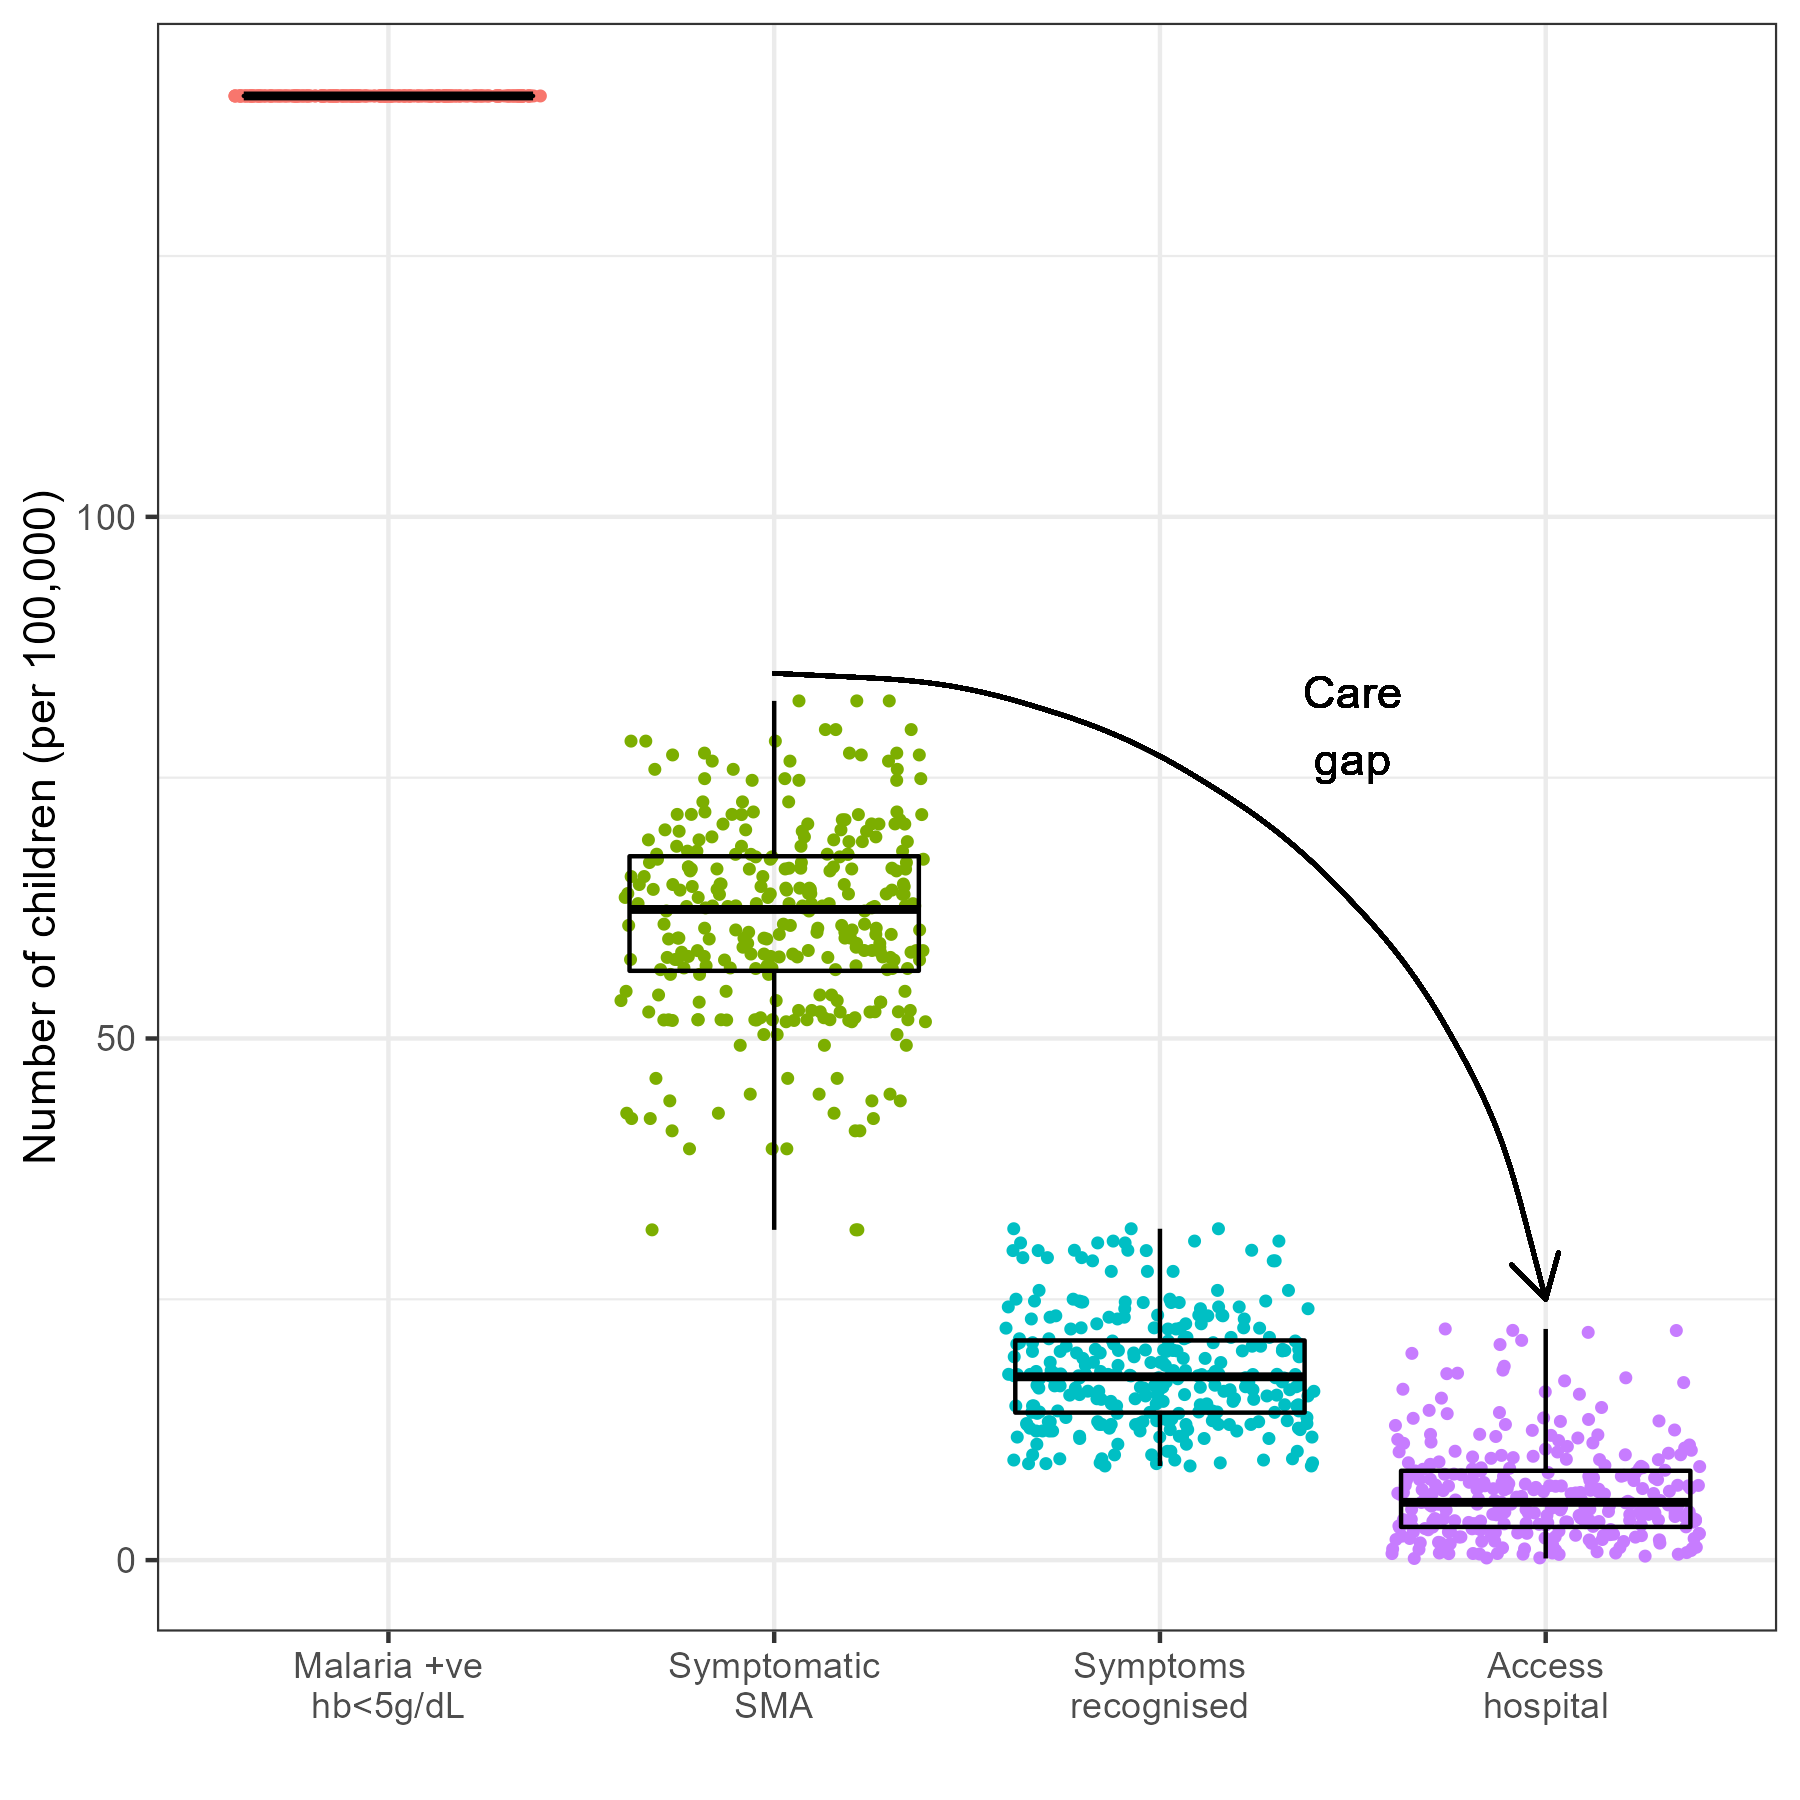 Number of children (per 100,000)
100
50
0
Care
gap
Malaria +ve
hb<5g/dL
Symptomatic
SMA
Symptoms
recognised
Access
hospital